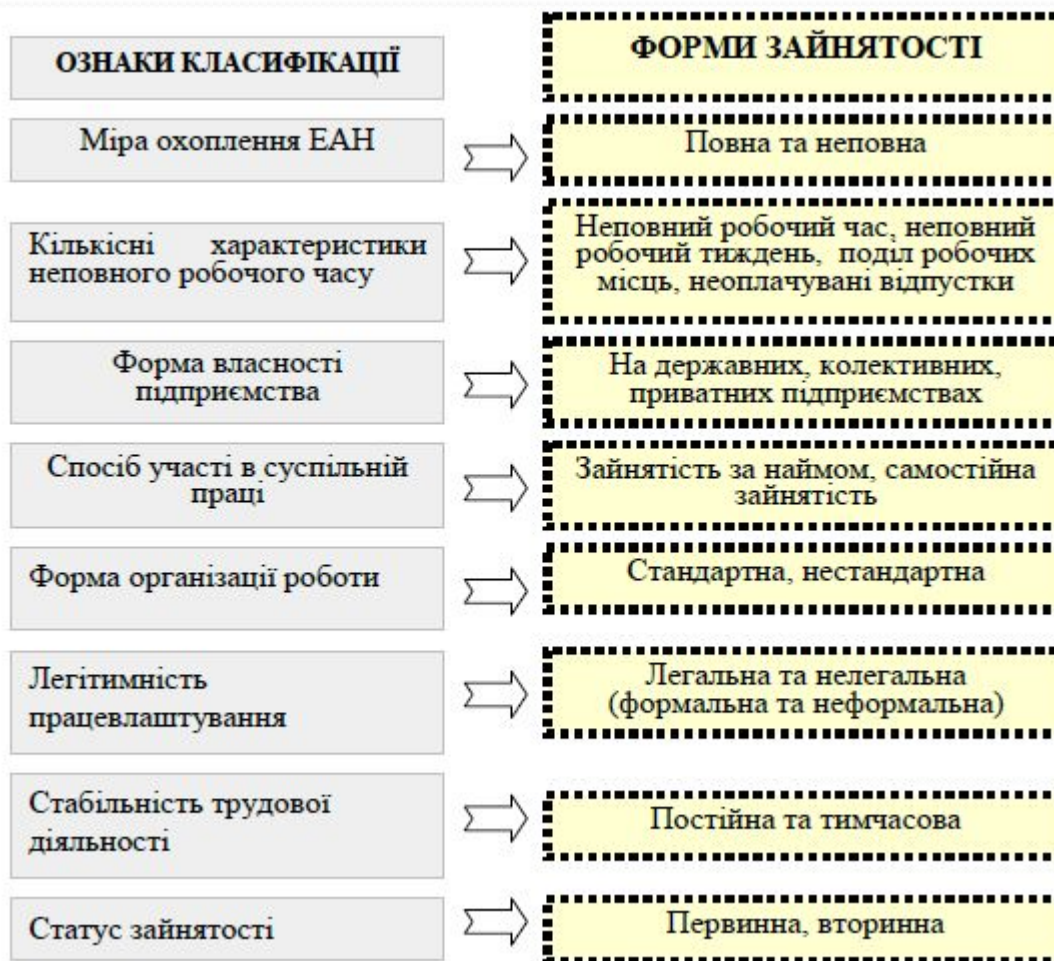 ОЗНАКИ КЛАСИФІКАЦІЇ
ФОРМИ ЗАЙНЯТОСТІ
Міра охоплення ЕАН
Повна та неповна
Кількісні характеристики
неповного робочого часу
Неповний робочий час, неповний
робочий тиждень, поділ робочих
місць, неоплачувані відпустки
Форма власності
підприємства
На державних, колективних,
приватних підприємствах
Спосіб участі в суспільній
праці
Зайнятість за наймом, самостійна
зайнятість
Форма організації роботи
Стандартна, нестандартна
Легітимність
працевлаштування
Легальна та нелегальна
(формальна та неформальна)
Стабільність трудової
діяльності
Постійна та тимчасова
Статус зайнятості
Первинна, вторинна